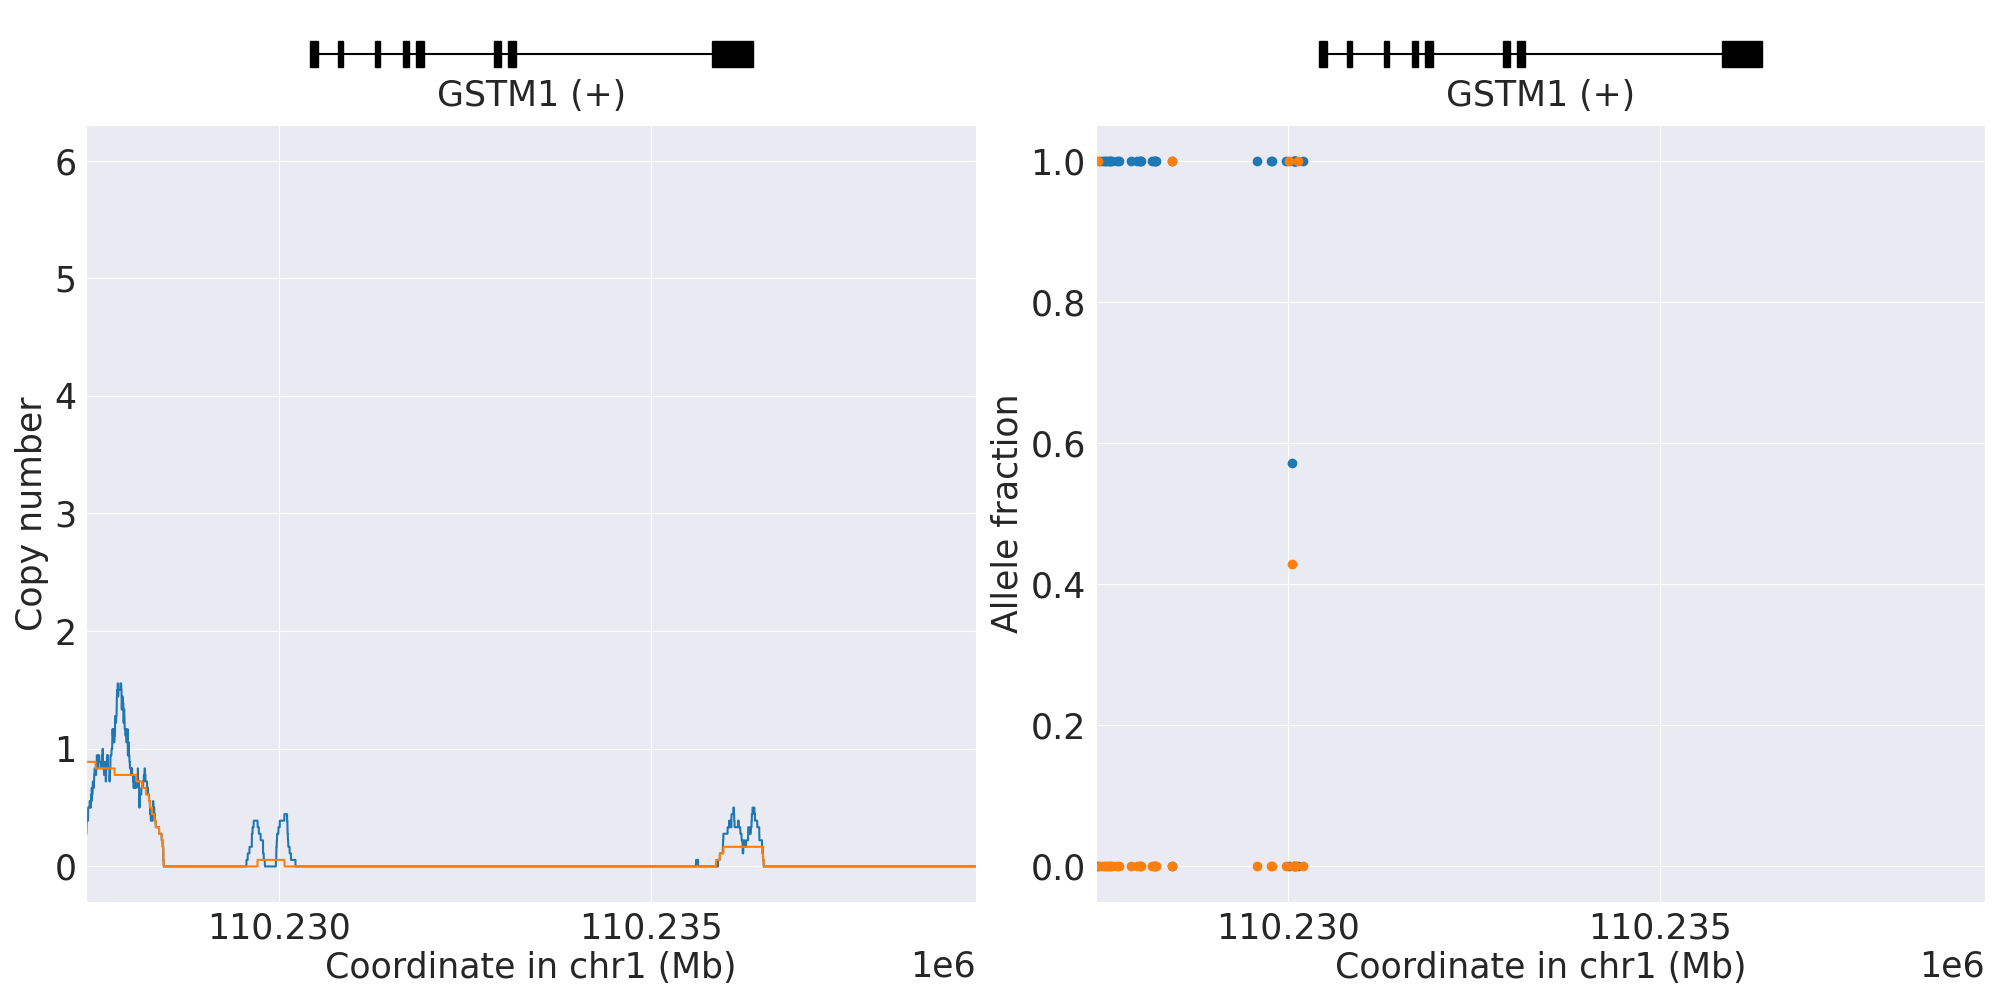 GSTM1 (+)
6
5
4
3
2
1
0
Copy number
110.230
110.235
Coordinate in chr1 (Mb)
1e6
GSTM1 (+)
1.0
0.8
0.6
0.4
0.2
0.0
Allele fraction
110.230
110.235
Coordinate in chr1 (Mb)
1e6